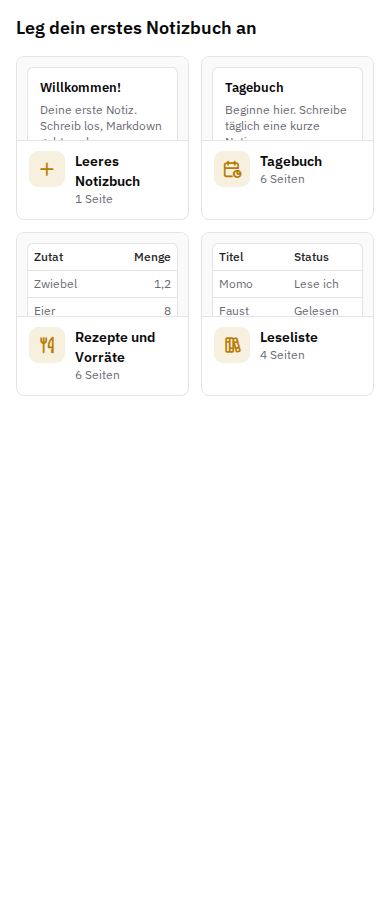 Leg dein erstes Notizbuch an
Willkommen!
Deine erste Notiz.
Schreib los, Markdown
Leeres
Notizbuch
1 Seite
Tagebuch
Beginne hier. Schreibe
täglich eine kurze
Tagebuch
6 Seiten
Zutat Menge
Zwiebel 1,2
Eier 8
Rezepte und
Vorräte
6 Seiten
Titel Status
Momo Lese ich
Faust Gelesen
Leseliste
4 Seiten